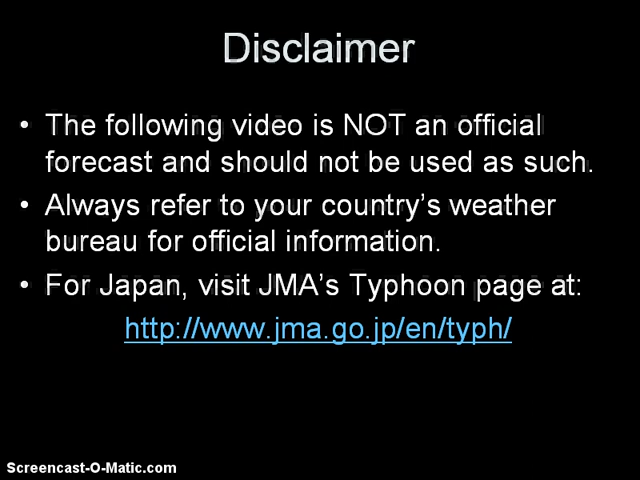 Disclaimer
• The following video is NOT an official
forecast and should not be used as such.
• Always refer to your country's weather
bureau for official information.
• For Japan, visit JMA's Typhoon page at:
http://www.jma.go.jp/en/typh/
Screencast-O-Matic.com